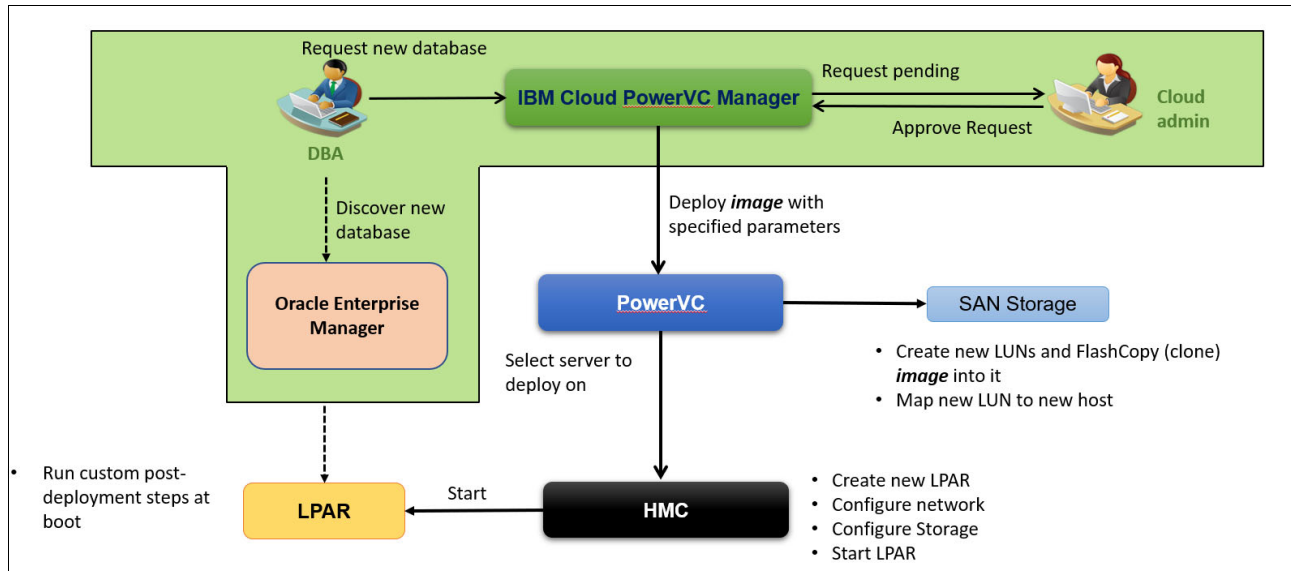 Request new database
IBM Cloud PowerVC Manager
Request pending
Approve Request
Cloud
admin
DBA
Discover new
database
Deploy image with
specified parameters
Oracle Enterprise
Manager
PowerVC
SAN Storage
Select server to
deploy on
• Create new LUNs and FlashCopy (clone)
image into it
• Map new LUN to new host
• Run custom post-
deployment steps at
boot
LPAR
Start
HMC
• Create new LPAR
• Configure network
• Configure Storage
• Start LPAR